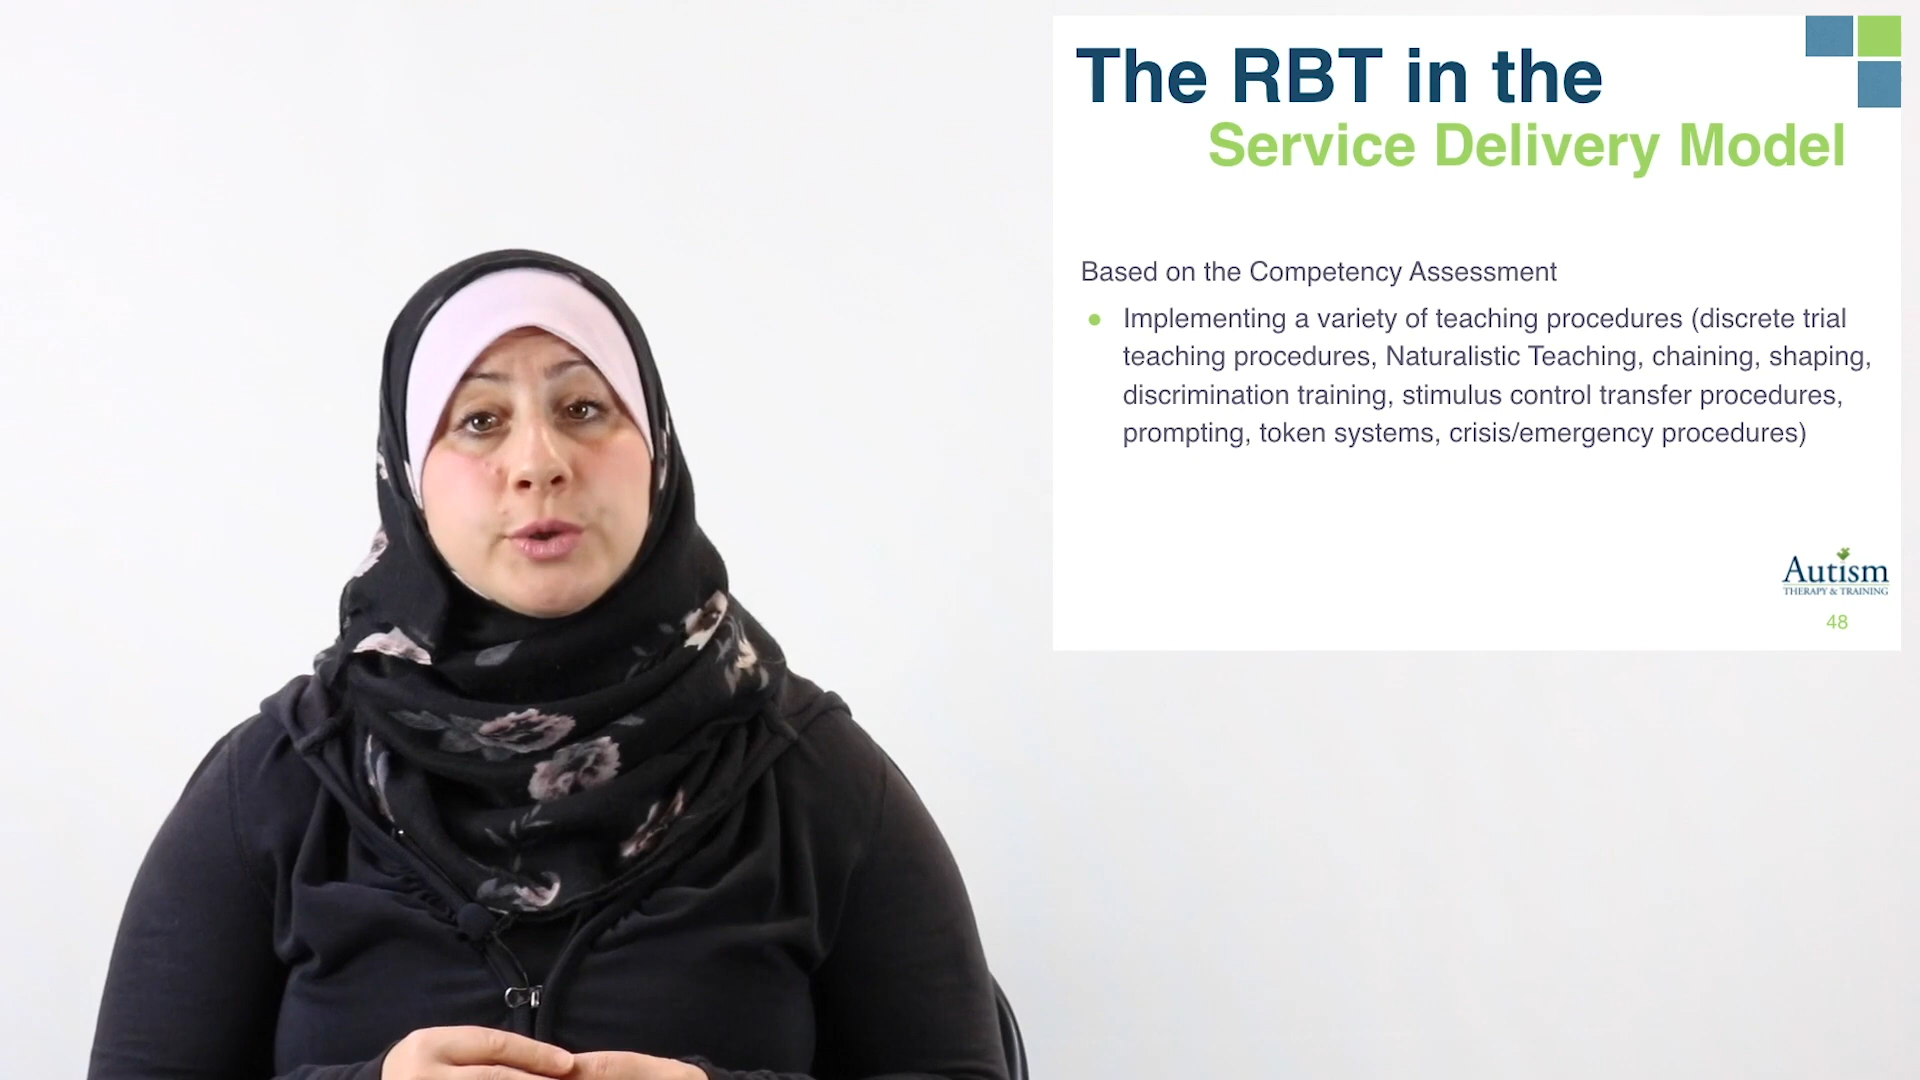 The RBT in the
Service Delivery Model
Based on the Competency Assessment
Implementing a variety of teaching procedures (discrete trial
teaching procedures, Naturalistic Teaching, chaining, shaping,
discrimination training, stimulus control transfer procedures,
prompting, token systems, crisis/emergency procedures)
Autism
THERAPY & TRAINING
48